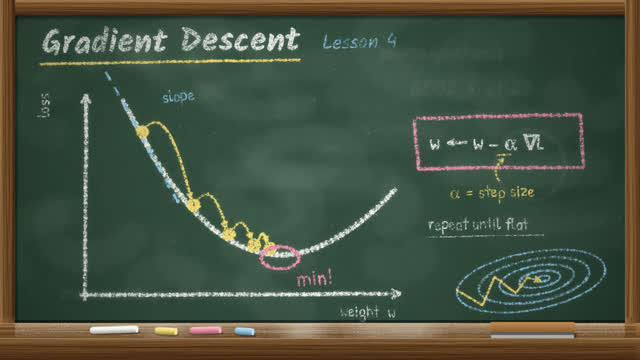 Gradient Descent
Lesson 4
loss
slope
w ← w − α ∇L
α = step size
repeat until flat
min!
weight w